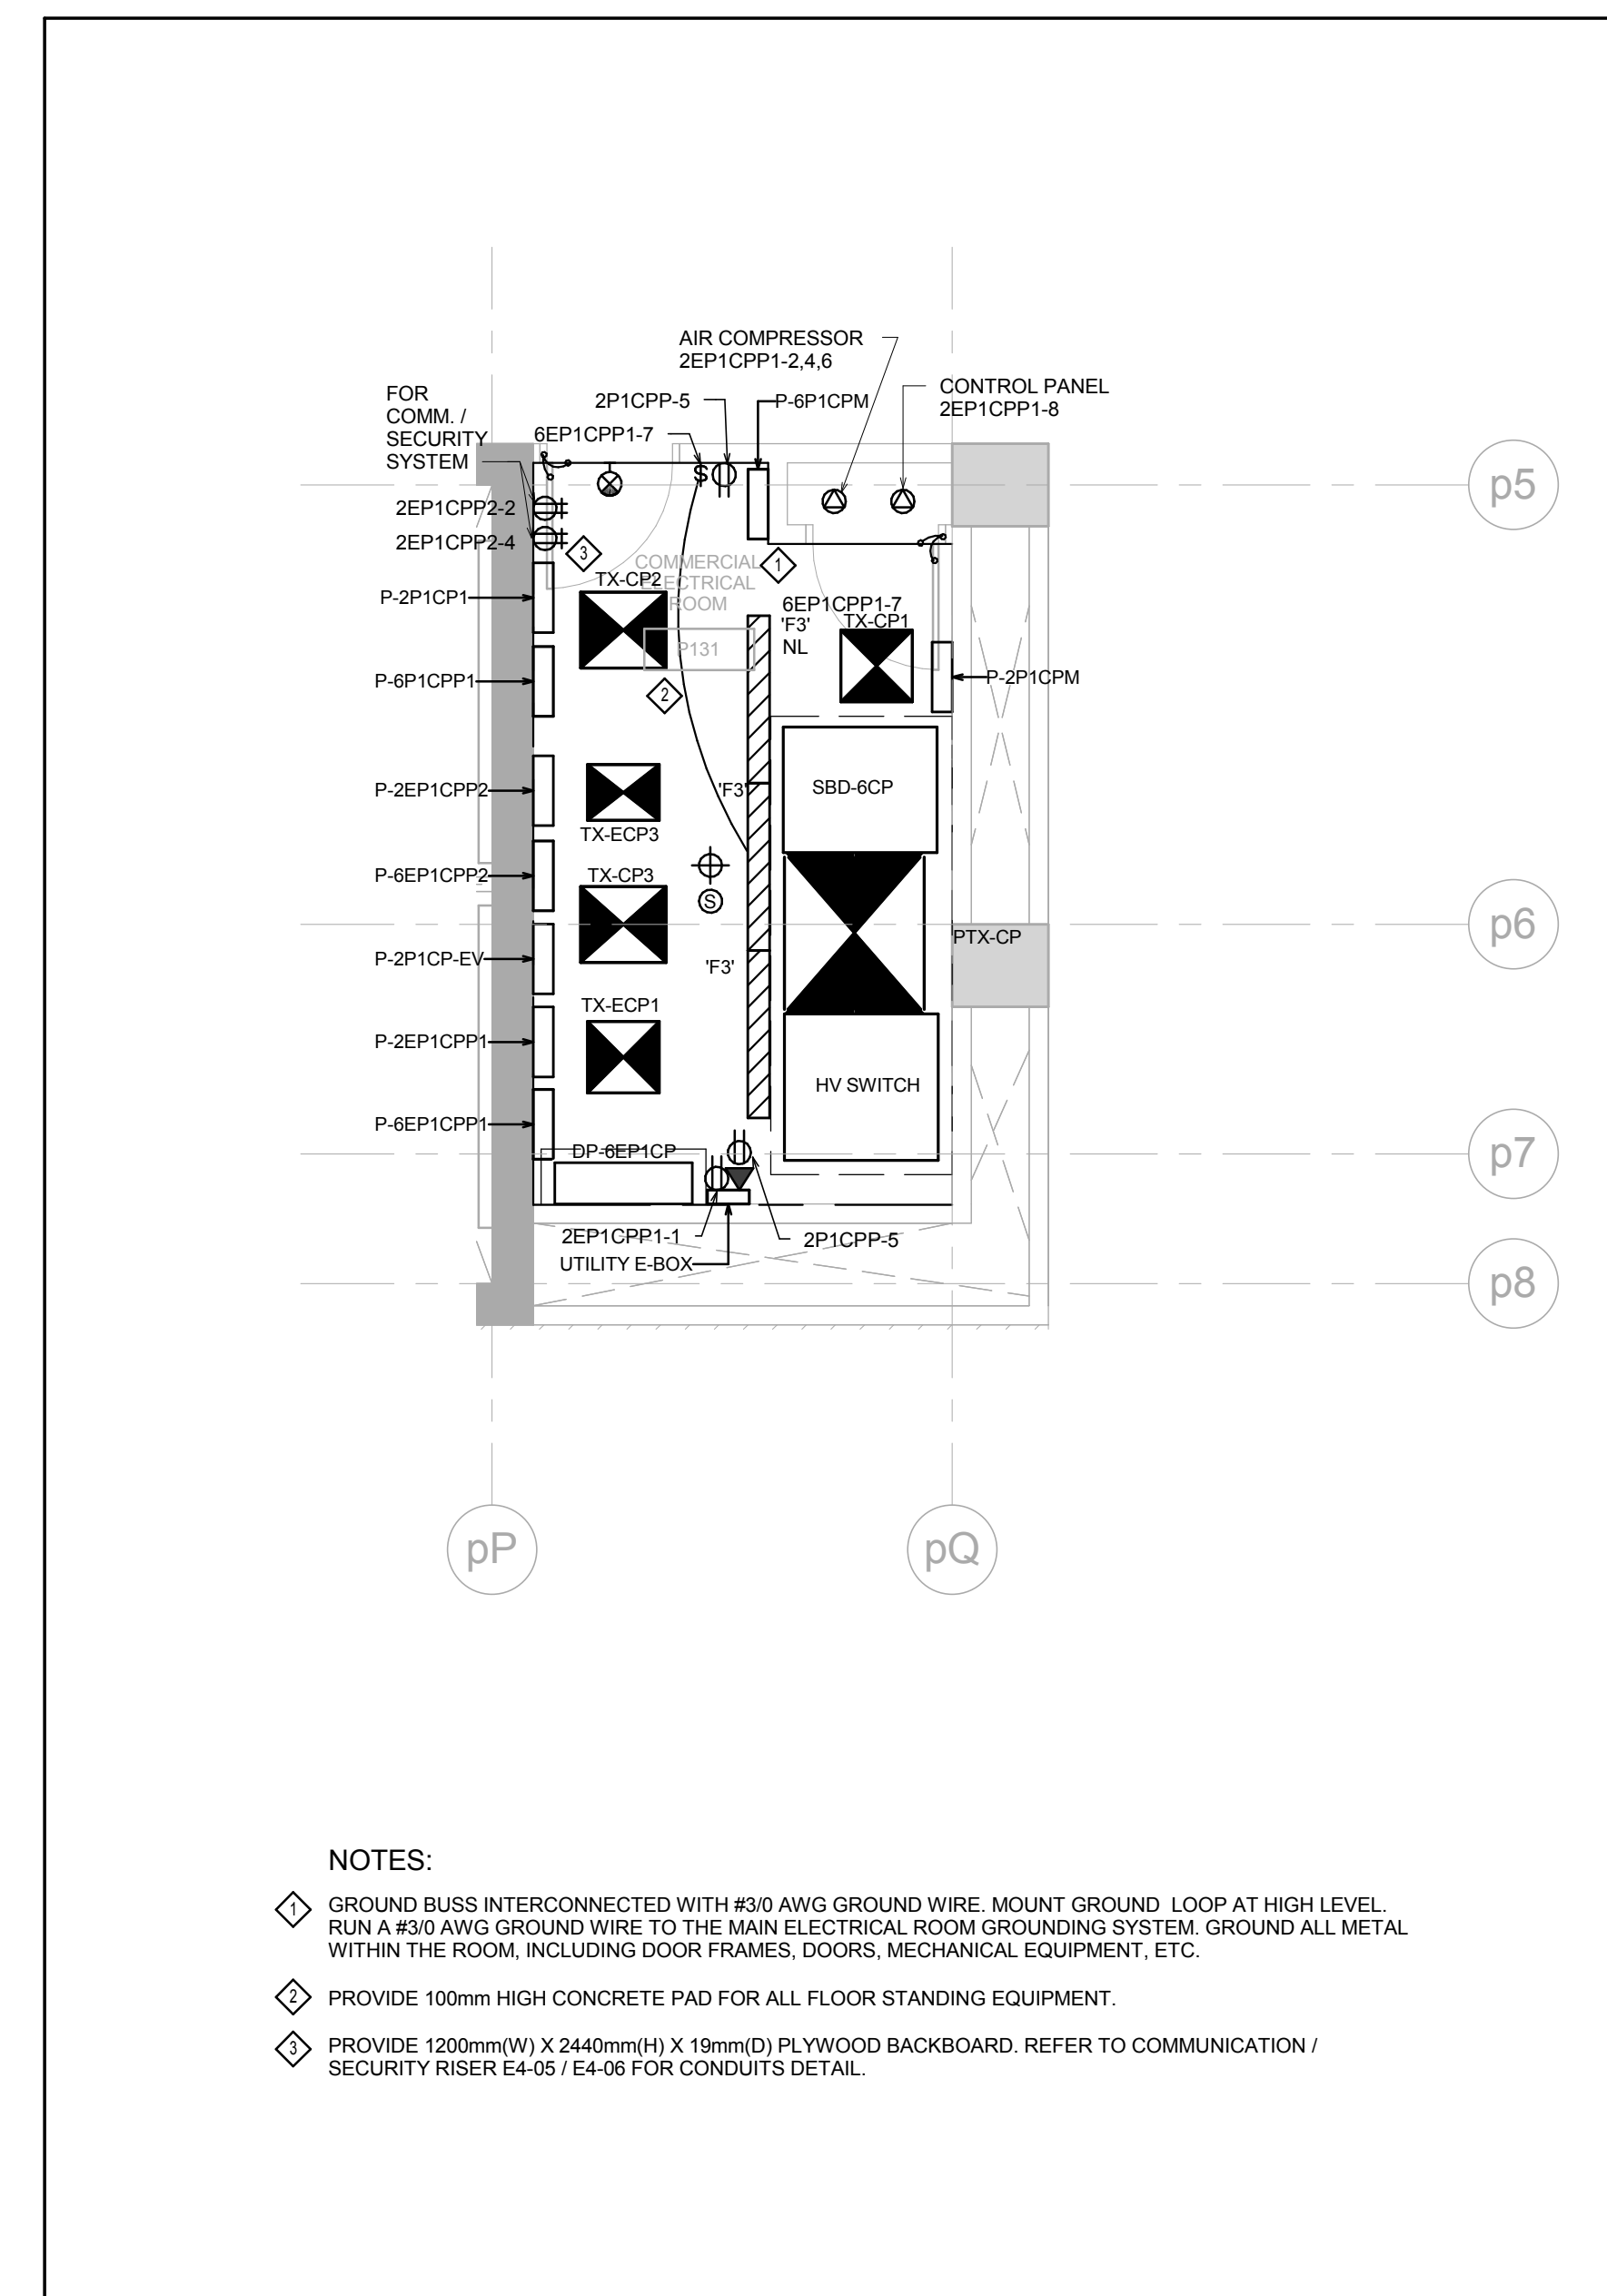 AIR COMPRESSOR
2EP1CPP1-2,4,6
CONTROL PANEL
2EP1CPP1-8
FOR
COMM. /
SECURITY
SYSTEM
2P1CPP-5
P-6P1CPM
6EP1CPP1-7
$
p5
2EP1CPP2-2
2EP1CPP2-4
3
COMMERCIAL
ELECTRICAL
ROOM
1
TX-CP2
P-2P1CP1
6EP1CPP1-7
'F3'
NL
TX-CP1
P131
P-6P1CPP1
2
P-2P1CPM
P-2EP1CPP2
'F3'
SBD-6CP
TX-ECP3
P-6EP1CPP2
TX-CP3
S
p6
PTX-CP
P-2P1CP-EV
'F3'
TX-ECP1
P-2EP1CPP1
HV SWITCH
P-6EP1CPP1
DP-6EP1CP
p7
2EP1CPP1-1
2P1CPP-5
UTILITY E-BOX
p8
pP
pQ
NOTES:
1 GROUND BUSS INTERCONNECTED WITH #3/0 AWG GROUND WIRE. MOUNT GROUND LOOP AT HIGH LEVEL.
RUN A #3/0 AWG GROUND WIRE TO THE MAIN ELECTRICAL ROOM GROUNDING SYSTEM. GROUND ALL METAL
WITHIN THE ROOM, INCLUDING DOOR FRAMES, DOORS, MECHANICAL EQUIPMENT, ETC.
2 PROVIDE 100mm HIGH CONCRETE PAD FOR ALL FLOOR STANDING EQUIPMENT.
3 PROVIDE 1200mm(W) X 2440mm(H) X 19mm(D) PLYWOOD BACKBOARD. REFER TO COMMUNICATION /
SECURITY RISER E4-05 / E4-06 FOR CONDUITS DETAIL.